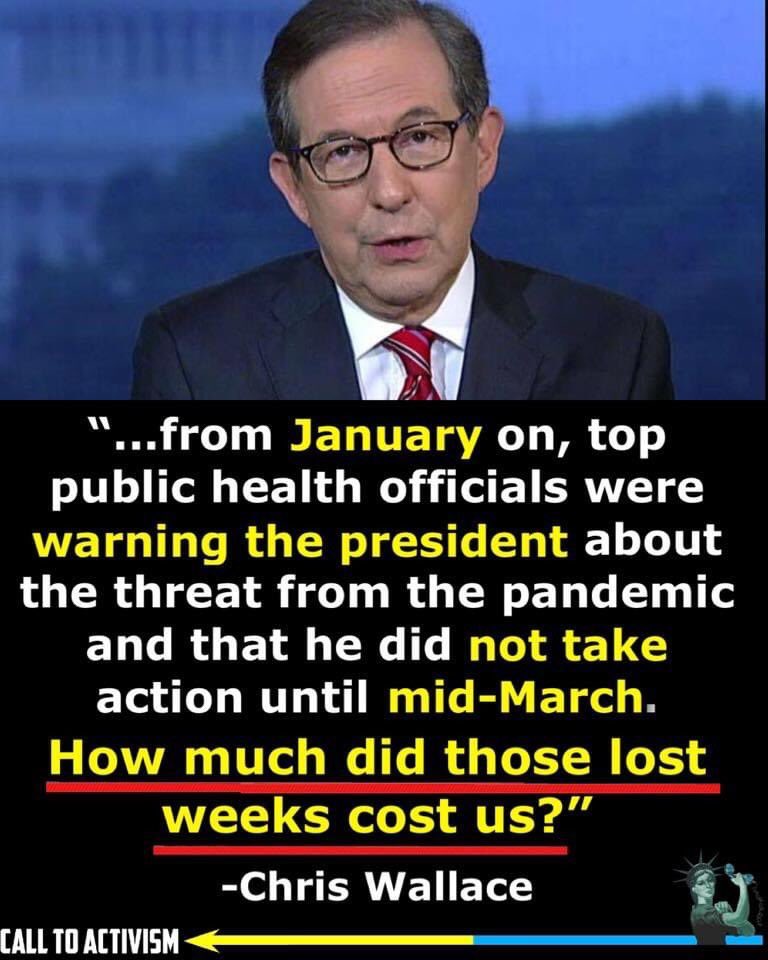 “...from January on, top
public health officials were
warning the president about
the threat from the pandemic
and that he did not take
action until mid-March.
How much did those lost
weeks cost us?”
-Chris Wallace
CALL TO ACTIVISM